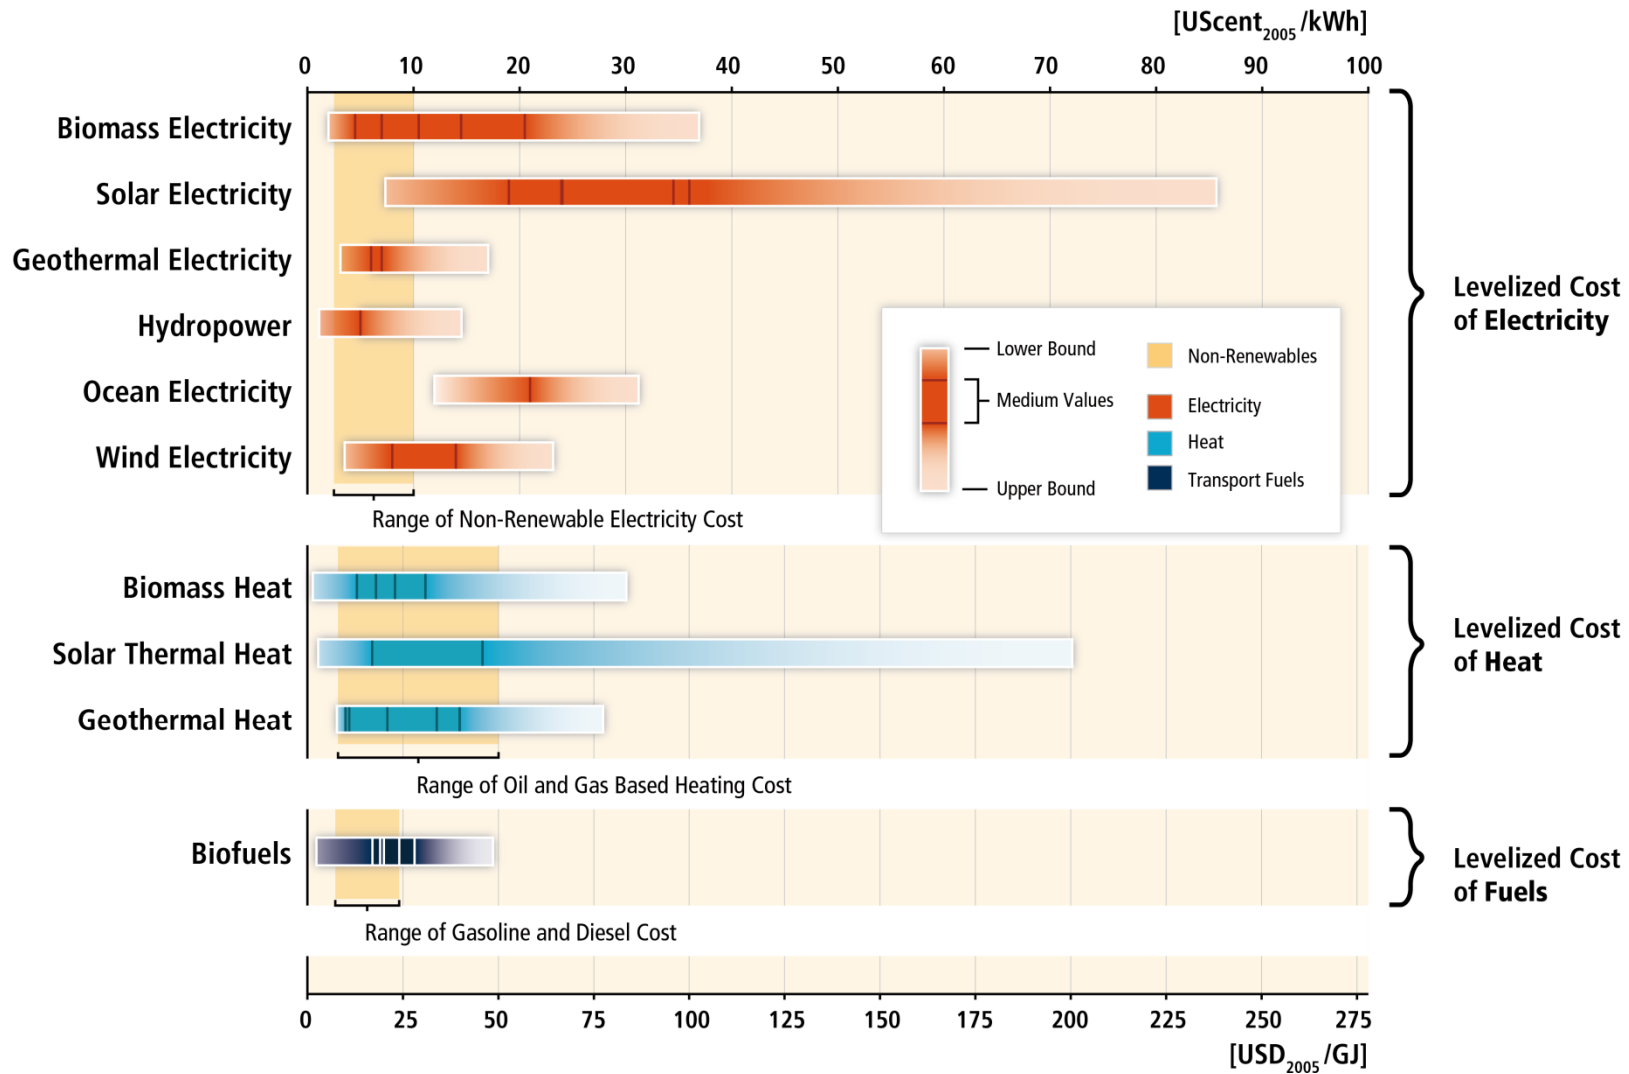 [UScent2005/kWh]
0 10 20 30 40 50 60 70 80 90 100
Biomass Electricity
Solar Electricity
Geothermal Electricity
Hydropower
Ocean Electricity
Wind Electricity
Levelized Cost
of Electricity
Lower Bound
Medium Values
Upper Bound
Non-Renewables
Electricity
Heat
Transport Fuels
Range of Non-Renewable Electricity Cost
Biomass Heat
Solar Thermal Heat
Geothermal Heat
Levelized Cost
of Heat
Range of Oil and Gas Based Heating Cost
Biofuels
Levelized Cost
of Fuels
Range of Gasoline and Diesel Cost
0 25 50 75 100 125 150 175 200 225 250 275
[USD2005/GJ]